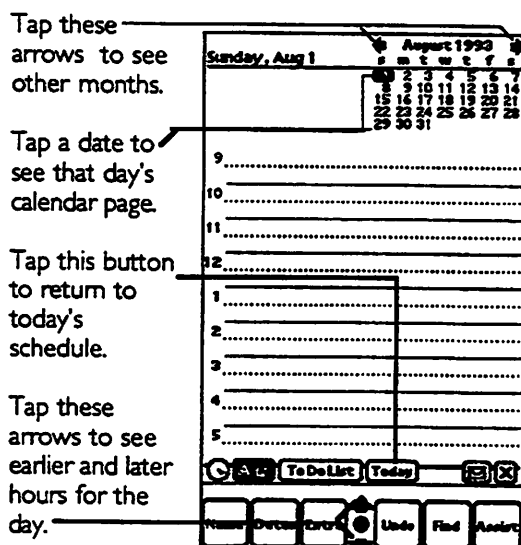 Tap these
arrows to see
other months.
Tap a date to
see that day's
calendar page.
Tap this button
to return to
today's
schedule.
Tap these
arrows to see
earlier and later
hours for the
day.
Sunday, Aug 1
August 1993
s m t w t f s
1 2 3 4 5 6 7
8 9 10 11 12 13 14
15 16 17 18 19 20 21
22 23 24 25 26 27 28
29 30 31
9
10
11
12
1
2
3
4
5
To Do List Today
Names Dates Extras Undo Find Assist